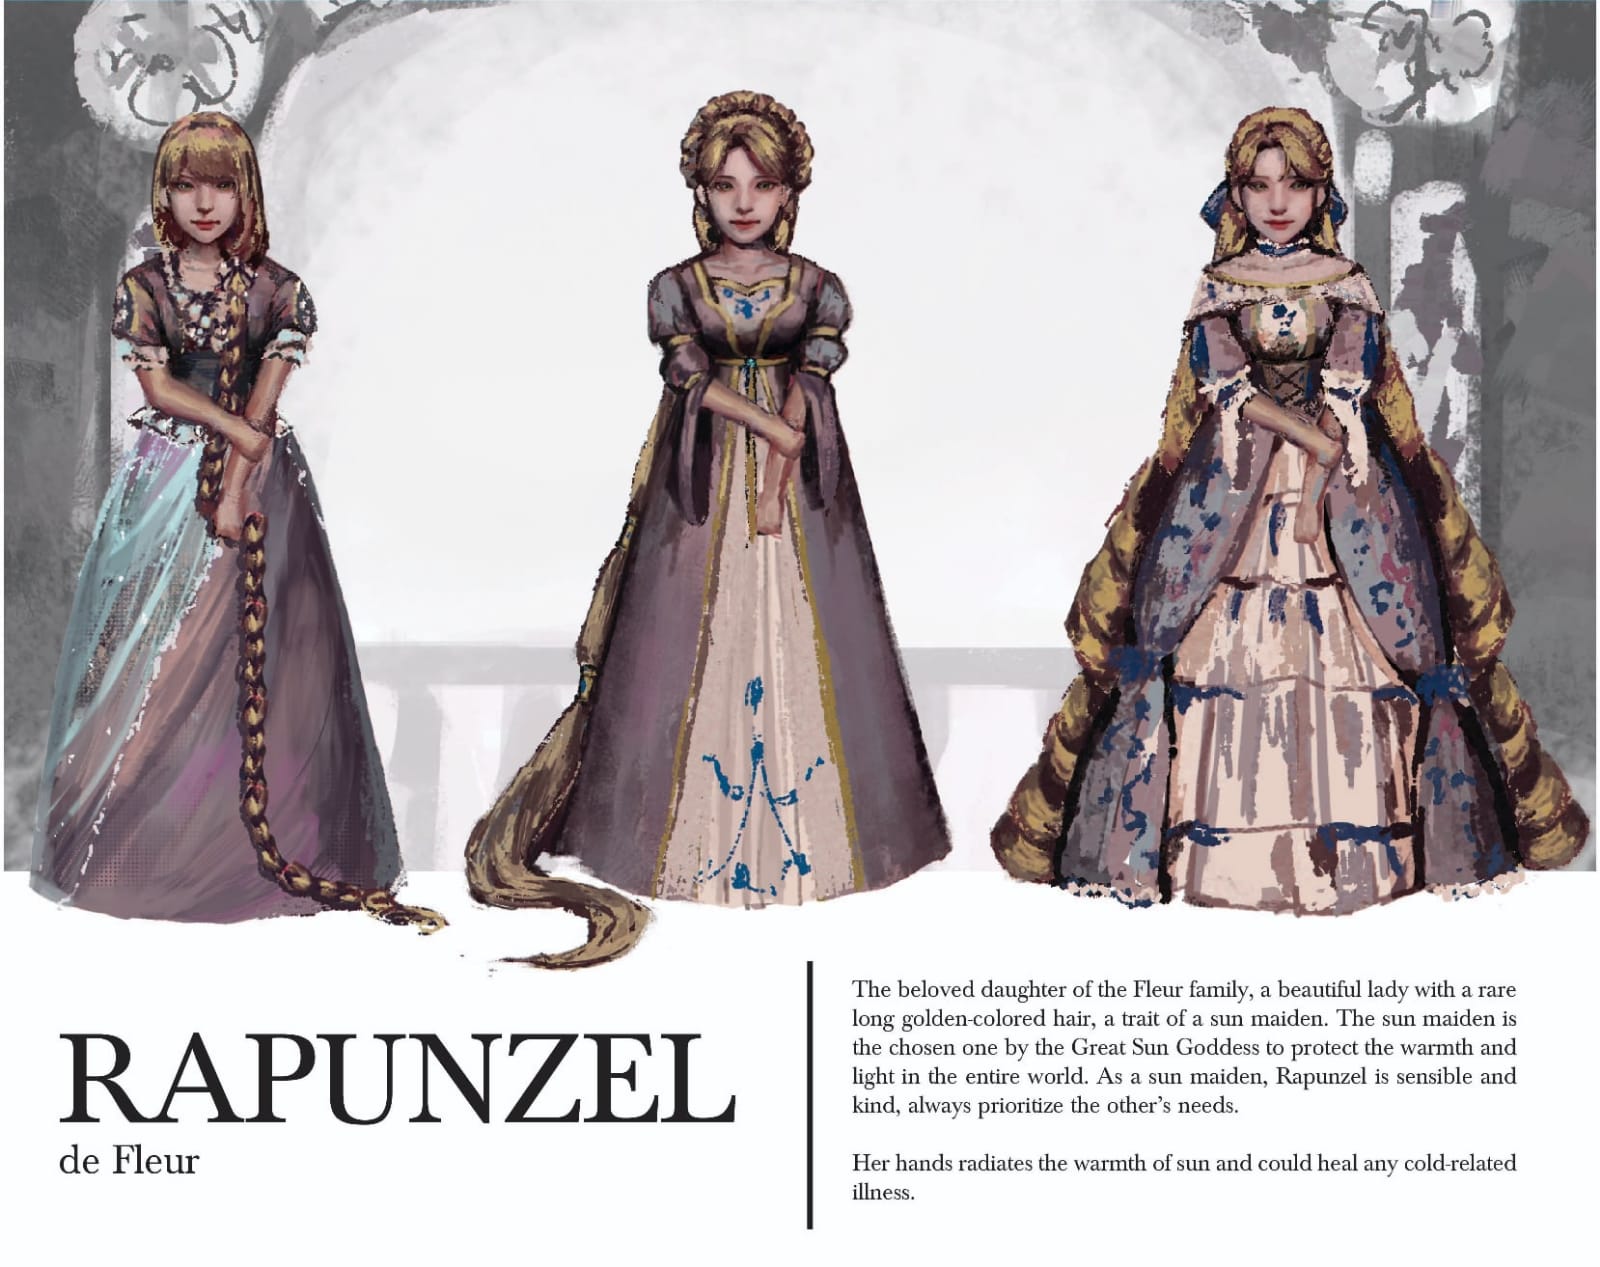 RAPUNZEL
de Fleur
The beloved daughter of the Fleur family, a beautiful lady with a rare
long golden-colored hair, a trait of a sun maiden. The sun maiden is
the chosen one by the Great Sun Goddess to protect the warmth and
light in the entire world. As a sun maiden, Rapunzel is sensible and
kind, always prioritize the other’s needs.
Her hands radiates the warmth of sun and could heal any cold-related
illness.